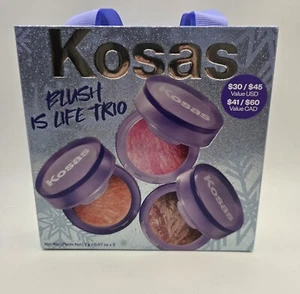 Kosas
BLUSH
IS LIFE TRIO
$30 / $45
Value USD
$41 / $60
Value CAD
Kosas
Kosas
Kosas